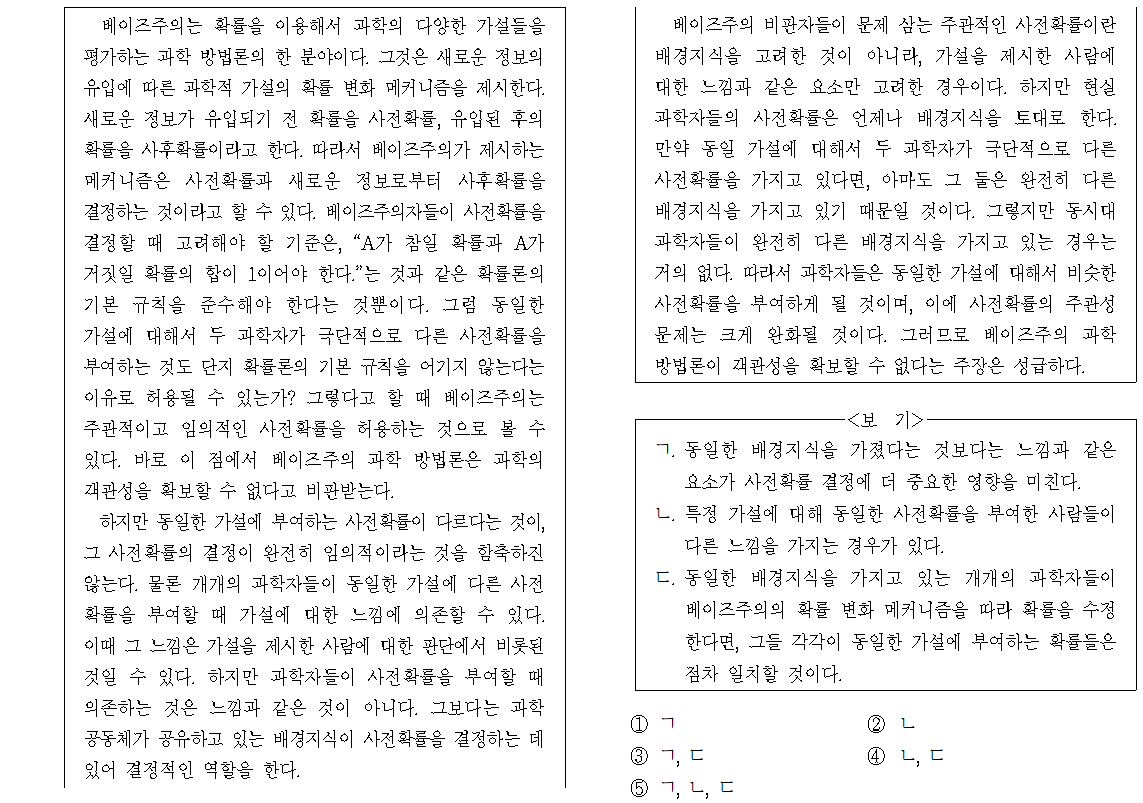 베이즈주의는 확률을 이용해서 과학의 다양한 가설들을
평가하는 과학 방법론의 한 분야이다. 그것은 새로운 정보의
유입에 따른 과학적 가설의 확률 변화 메커니즘을 제시한다.
새로운 정보가 유입되기 전 확률을 사전확률, 유입된 후의
확률을 사후확률이라고 한다. 따라서 베이즈주의가 제시하는
메커니즘은 사전확률과 새로운 정보로부터 사후확률을
결정하는 것이라고 할 수 있다. 베이즈주의자들이 사전확률을
결정할 때 고려해야 할 기준은, “A가 참일 확률과 A가
거짓일 확률의 합이 1이어야 한다.”는 것과 같은 확률론의
기본 규칙을 준수해야 한다는 것뿐이다. 그럼 동일한
가설에 대해서 두 과학자가 극단적으로 다른 사전확률을
부여하는 것도 단지 확률론의 기본 규칙을 어기지 않는다는
이유로 허용될 수 있는가? 그렇다고 할 때 베이즈주의는
주관적이고 임의적인 사전확률을 허용하는 것으로 볼 수
있다. 바로 이 점에서 베이즈주의 과학 방법론은 과학의
객관성을 확보할 수 없다고 비판받는다.
하지만 동일한 가설에 부여하는 사전확률이 다르다는 것이,
그 사전확률의 결정이 완전히 임의적이라는 것을 함축하진
않는다. 물론 개개의 과학자들이 동일한 가설에 다른 사전
확률을 부여할 때 가설에 대한 느낌에 의존할 수 있다.
이때 그 느낌은 가설을 제시한 사람에 대한 판단에서 비롯된
것일 수 있다. 하지만 과학자들이 사전확률을 부여할 때
의존하는 것은 느낌과 같은 것이 아니다. 그보다는 과학
공동체가 공유하고 있는 배경지식이 사전확률을 결정하는 데
있어 결정적인 역할을 한다.
베이즈주의 비판자들이 문제 삼는 주관적인 사전확률이란
배경지식을 고려한 것이 아니라, 가설을 제시한 사람에
대한 느낌과 같은 요소만 고려한 경우이다. 하지만 현실
과학자들의 사전확률은 언제나 배경지식을 토대로 한다.
만약 동일 가설에 대해서 두 과학자가 극단적으로 다른
사전확률을 가지고 있다면, 아마도 그 둘은 완전히 다른
배경지식을 가지고 있기 때문일 것이다. 그렇지만 동시대
과학자들이 완전히 다른 배경지식을 가지고 있는 경우는
거의 없다. 따라서 과학자들은 동일한 가설에 대해서 비슷한
사전확률을 부여하게 될 것이며, 이에 사전확률의 주관성
문제는 크게 완화될 것이다. 그러므로 베이즈주의 과학
방법론이 객관성을 확보할 수 없다는 주장은 성급하다.
<보 기>
ㄱ. 동일한 배경지식을 가졌다는 것보다는 느낌과 같은
요소가 사전확률 결정에 더 중요한 영향을 미친다.
ㄴ. 특정 가설에 대해 동일한 사전확률을 부여한 사람들이
다른 느낌을 가지는 경우가 있다.
ㄷ. 동일한 배경지식을 가지고 있는 개개의 과학자들이
베이즈주의의 확률 변화 메커니즘을 따라 확률을 수정
한다면, 그들 각각이 동일한 가설에 부여하는 확률들은
점차 일치할 것이다.
① ㄱ ② ㄴ
③ ㄱ, ㄷ ④ ㄴ, ㄷ
⑤ ㄱ, ㄴ, ㄷ